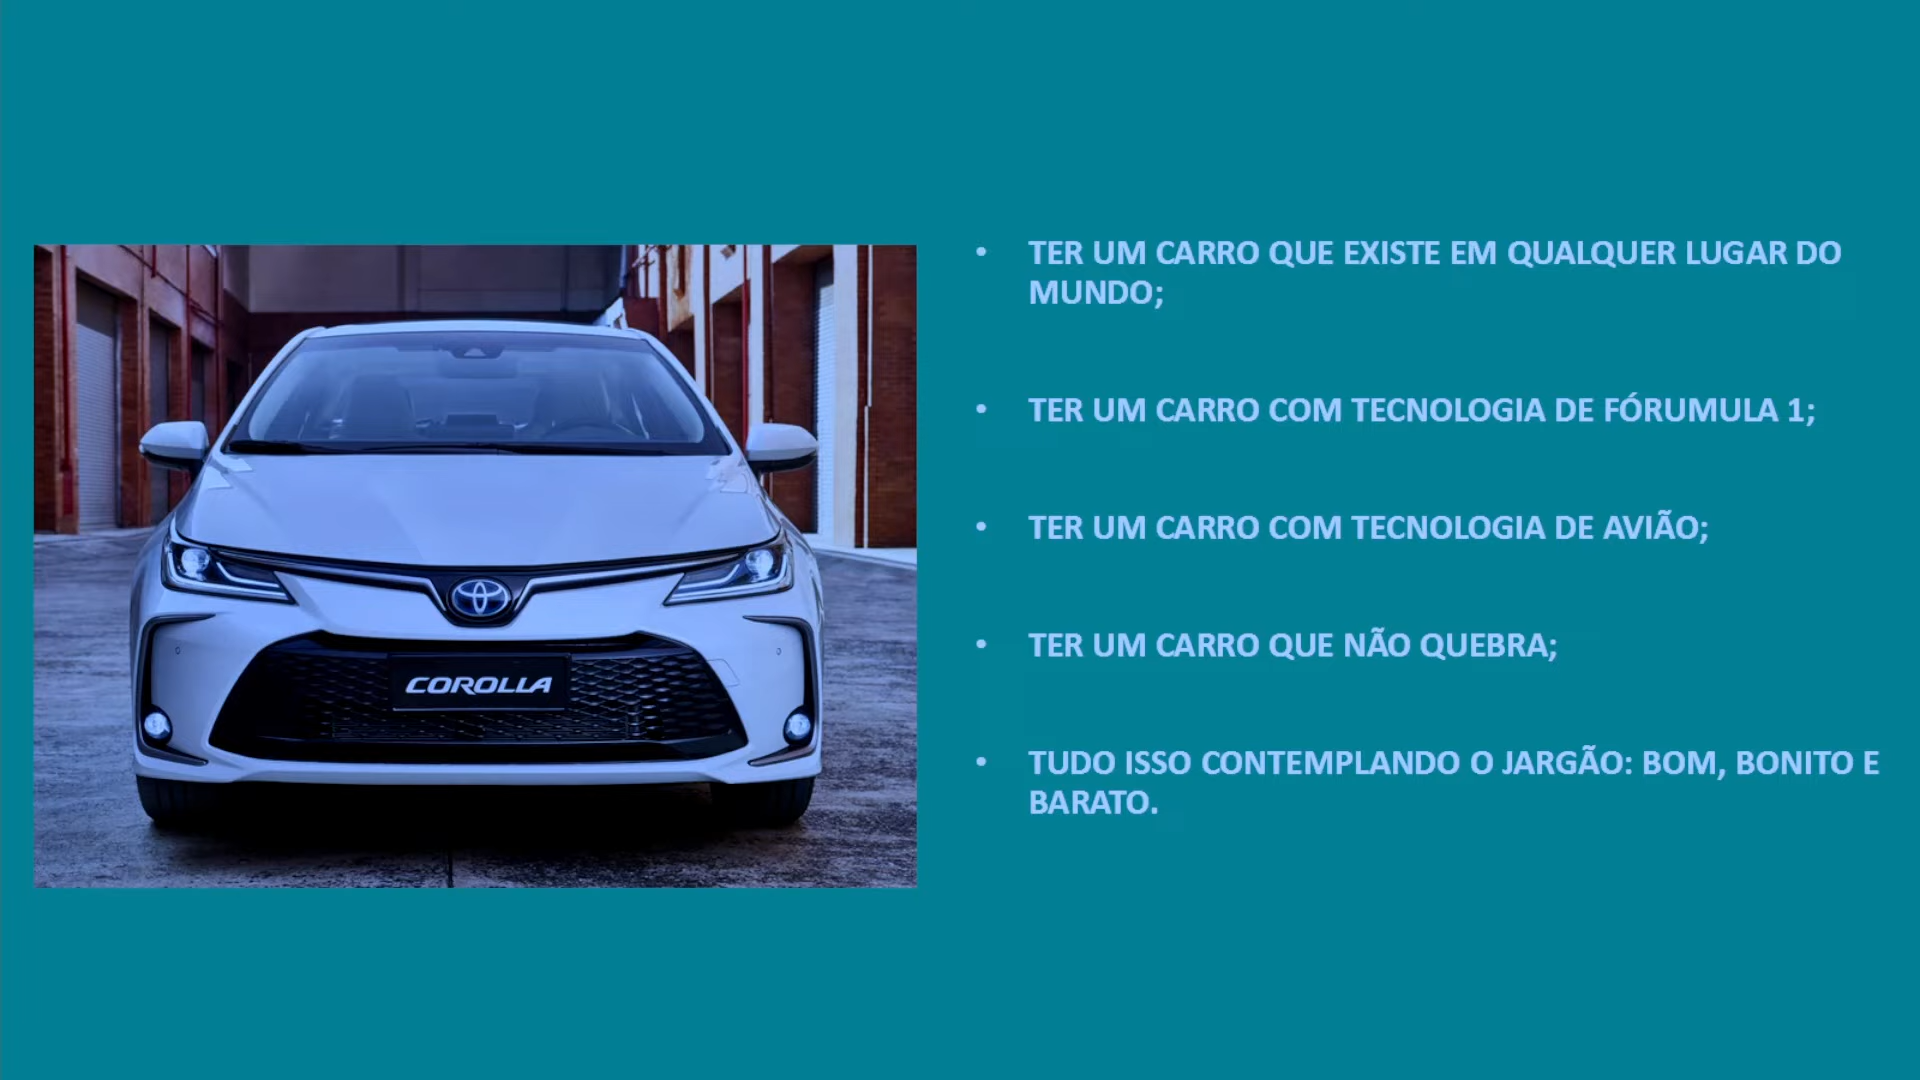 TER UM CARRO QUE EXISTE EM QUALQUER LUGAR DO
MUNDO;
TER UM CARRO COM TECNOLOGIA DE FÓRUMULA 1;
TER UM CARRO COM TECNOLOGIA DE AVIÃO;
TER UM CARRO QUE NÃO QUEBRA;
TUDO ISSO CONTEMPLANDO O JARGÃO: BOM, BONITO E
BARATO.
COROLLA